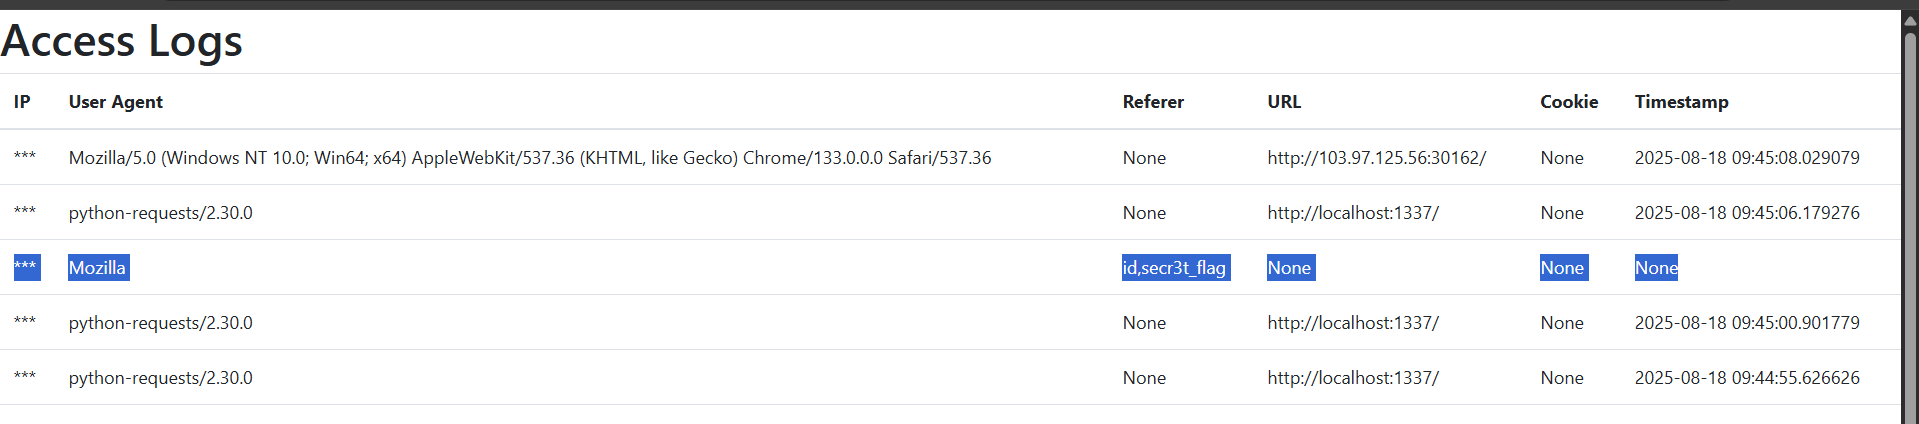 Access Logs
IP User Agent Referer URL Cookie Timestamp
*** Mozilla/5.0 (Windows NT 10.0; Win64; x64) AppleWebKit/537.36 (KHTML, like Gecko) Chrome/133.0.0.0 Safari/537.36 None http://103.97.125.56:30162/ None 2025-08-18 09:45:08.029079
*** python-requests/2.30.0 None http://localhost:1337/ None 2025-08-18 09:45:06.179276
*** Mozilla id,secr3t_flag None None None
*** python-requests/2.30.0 None http://localhost:1337/ None 2025-08-18 09:45:00.901779
*** python-requests/2.30.0 None http://localhost:1337/ None 2025-08-18 09:44:55.626626